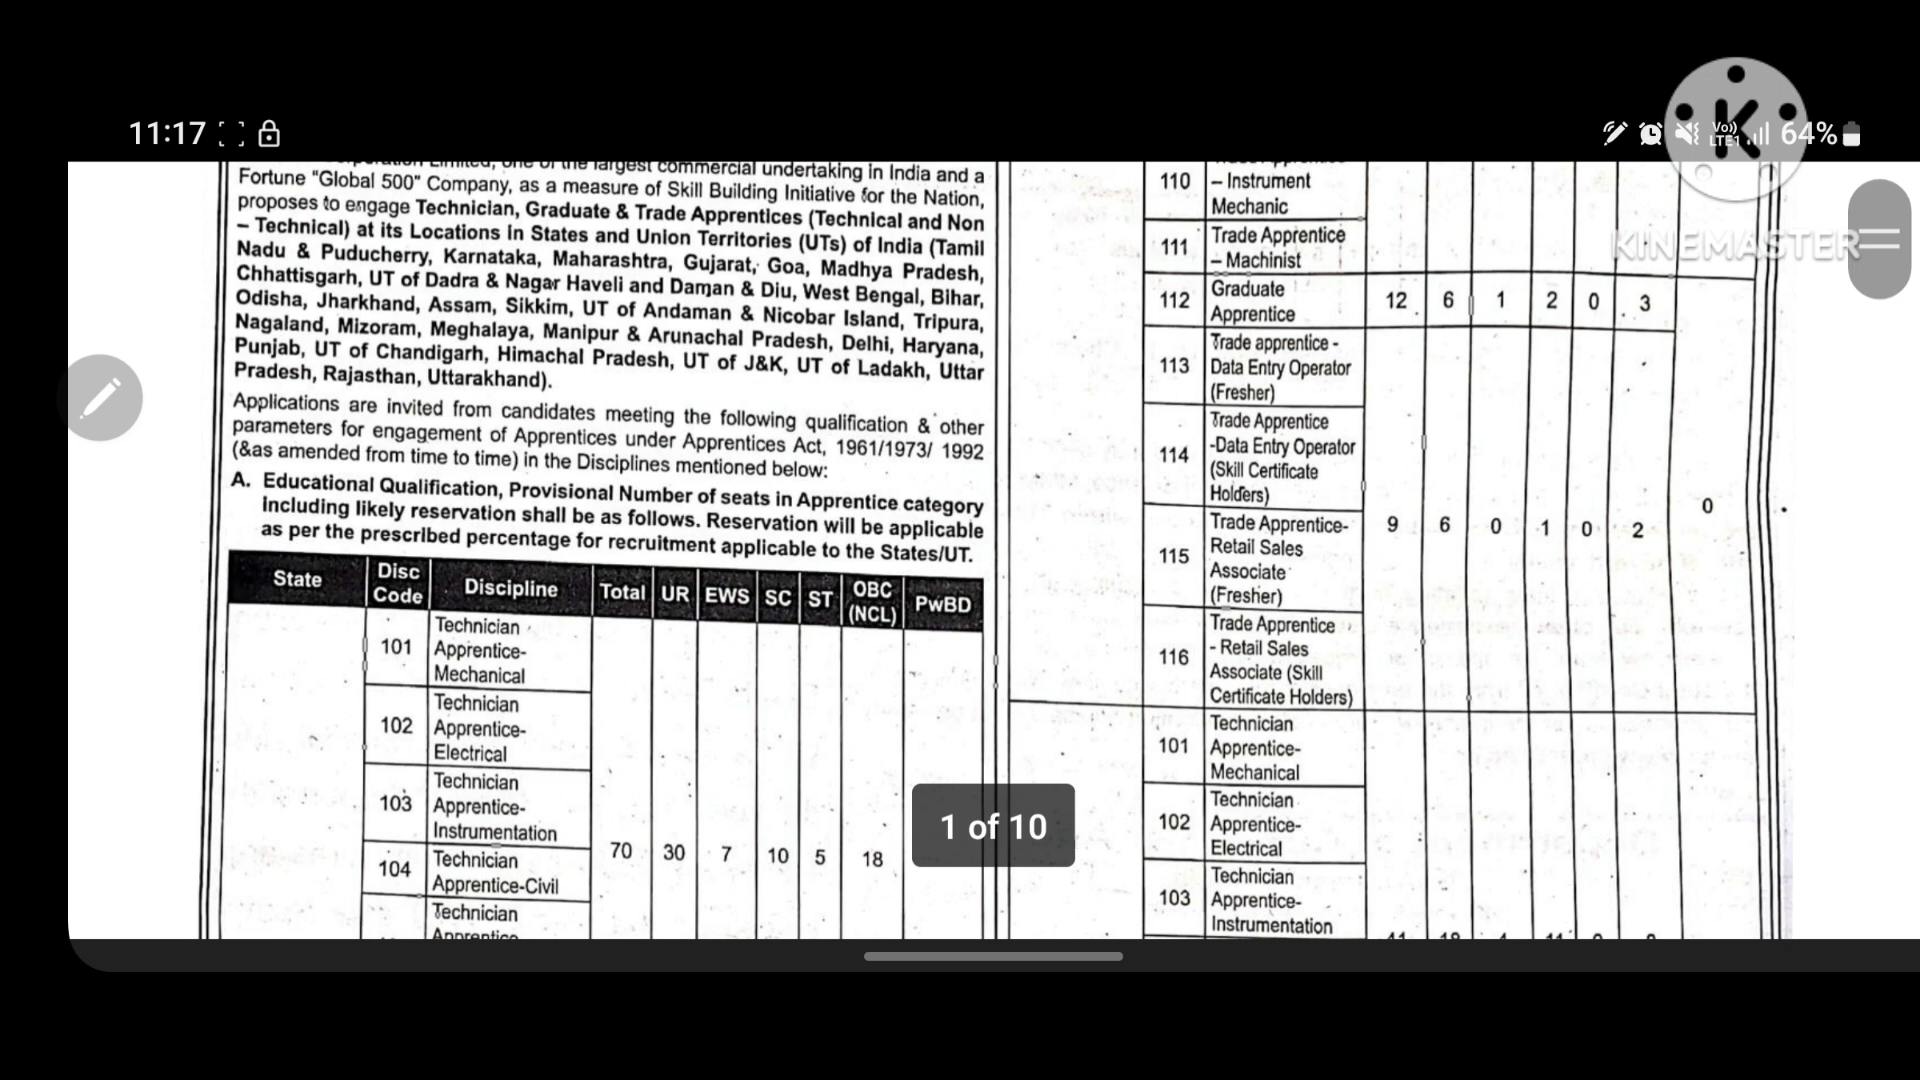 11:17
64%
KINEMASTER
Limited, one of the largest commercial undertaking in India and a
Fortune "Global 500" Company, as a measure of Skill Building Initiative for the Nation,
proposes to engage Technician, Graduate & Trade Apprentices (Technical and Non
– Technical) at its Locations in States and Union Territories (UTs) of India (Tamil
Nadu & Puducherry, Karnataka, Maharashtra, Gujarat, Goa, Madhya Pradesh,
Chhattisgarh, UT of Dadra & Nagar Haveli and Daman & Diu, West Bengal, Bihar,
Odisha, Jharkhand, Assam, Sikkim, UT of Andaman & Nicobar Island, Tripura,
Nagaland, Mizoram, Meghalaya, Manipur & Arunachal Pradesh, Delhi, Haryana,
Punjab, UT of Chandigarh, Himachal Pradesh, UT of J&K, UT of Ladakh, Uttar
Pradesh, Rajasthan, Uttarakhand).
Applications are invited from candidates meeting the following qualification & other
parameters for engagement of Apprentices under Apprentices Act, 1961/1973/ 1992
(&as amended from time to time) in the Disciplines mentioned below:
A. Educational Qualification, Provisional Number of seats in Apprentice category
including likely reservation shall be as follows. Reservation will be applicable
as per the prescribed percentage for recruitment applicable to the States/UT.
State Disc Code Discipline Total UR EWS SC ST OBC (NCL) PwBD
101 Technician
Apprentice-
Mechanical
102 Technician
Apprentice-
Electrical
103 Technician
Apprentice-
Instrumentation
70 30 7 10 5 18
104 Technician
Apprentice-Civil
Technician
Apprentice
1 of 10
110 – Instrument
Mechanic
111 Trade Apprentice
– Machinist
112 Graduate
Apprentice
12 6 1 2 0 3
113 Trade apprentice -
Data Entry Operator
(Fresher)
114 Trade Apprentice
-Data Entry Operator
(Skill Certificate
Holders)
0
9 6 0 1 0 2
115 Trade Apprentice-
Retail Sales
Associate
(Fresher)
116 Trade Apprentice
- Retail Sales
Associate (Skill
Certificate Holders)
101 Technician
Apprentice-
Mechanical
102 Technician
Apprentice-
Electrical
103 Technician
Apprentice-
Instrumentation